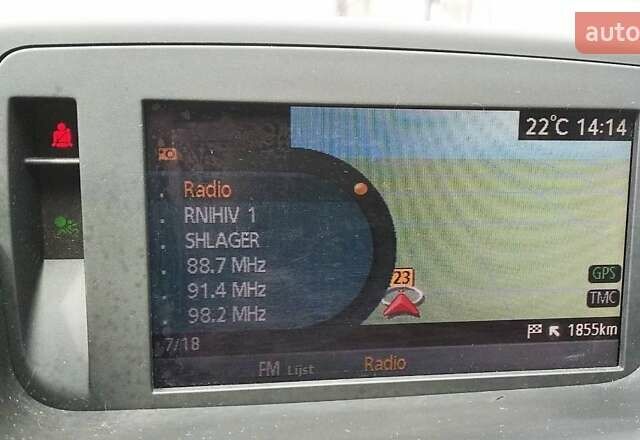 auto
22°C 14:14
Radio
RNIHIV 1
SHLAGER
88.7 MHz
91.4 MHz
98.2 MHz
7/18
23
GPS
TMC
1855km
FM Lijst
Radio